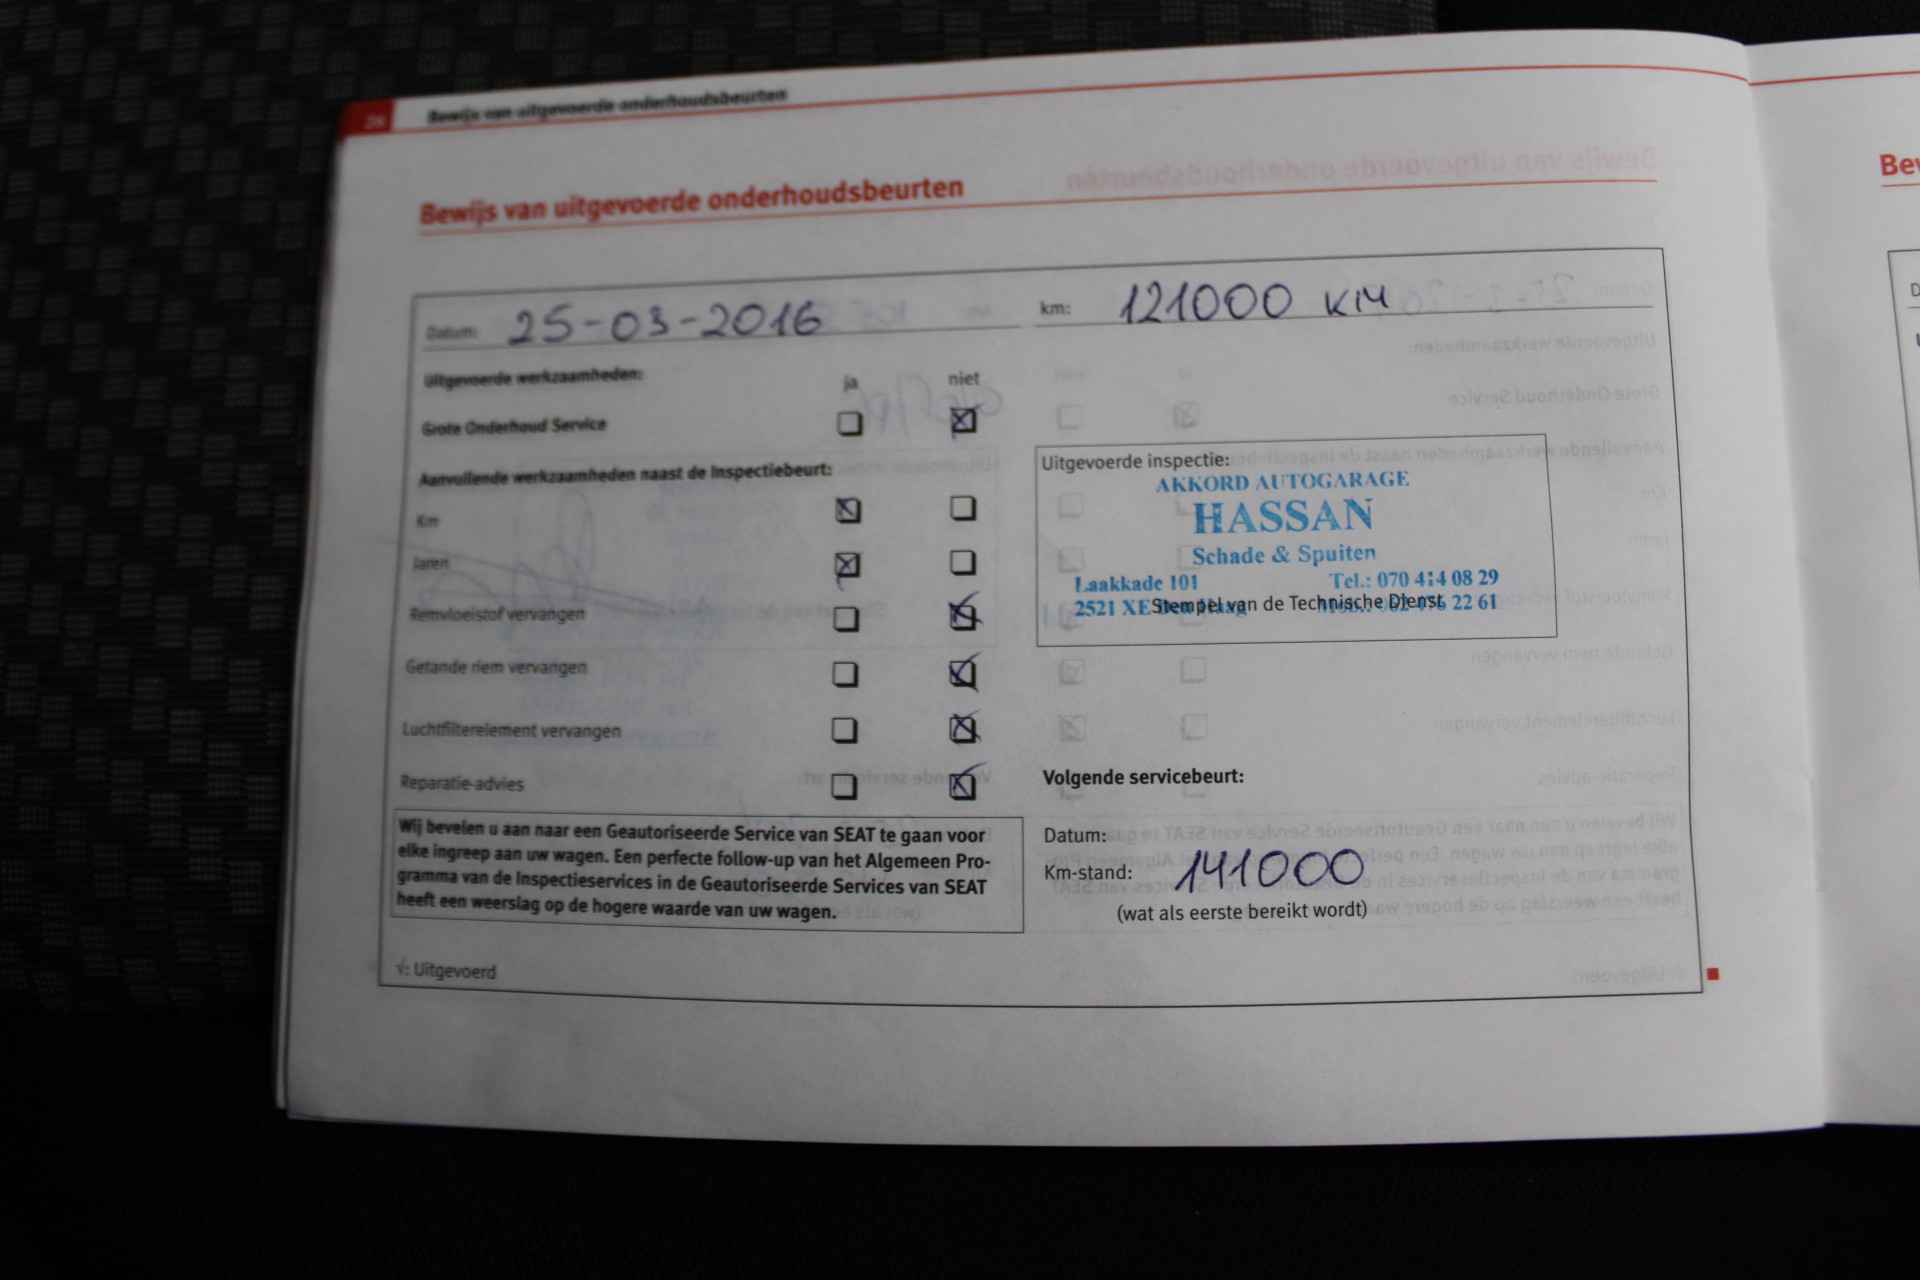 Bewijs van uitgevoerde onderhoudsbeurten
Bewijs van uitgevoerde onderhoudsbeurten
Datum: 25-03-2016 km: 121000 KM
Uitgevoerde werkzaamheden: ja niet
Grote Onderhoud Service
Aanvullende werkzaamheden naast de Inspectiebeurt:
Km
Jaren
Remvloeistof vervangen
Getande riem vervangen
Luchtfilterelement vervangen
Reparatie-advies
Wij bevelen u aan naar een Geautoriseerde Service van SEAT te gaan voor
elke ingreep aan uw wagen. Een perfecte follow-up van het Algemeen Pro-
gramma van de Inspectieservices in de Geautoriseerde Services van SEAT
heeft een weerslag op de hogere waarde van uw wagen.
√: Uitgevoerd
Uitgevoerde inspectie:
AKKORD AUTOGARAGE
HASSAN
Schade & Spuiten
Laakkade 101 Tel.: 070 414 08 29
2521 XE Den Haag 22 61
Stempel van de Technische Dienst
Volgende servicebeurt:
Datum:
Km-stand: 141000
(wat als eerste bereikt wordt)